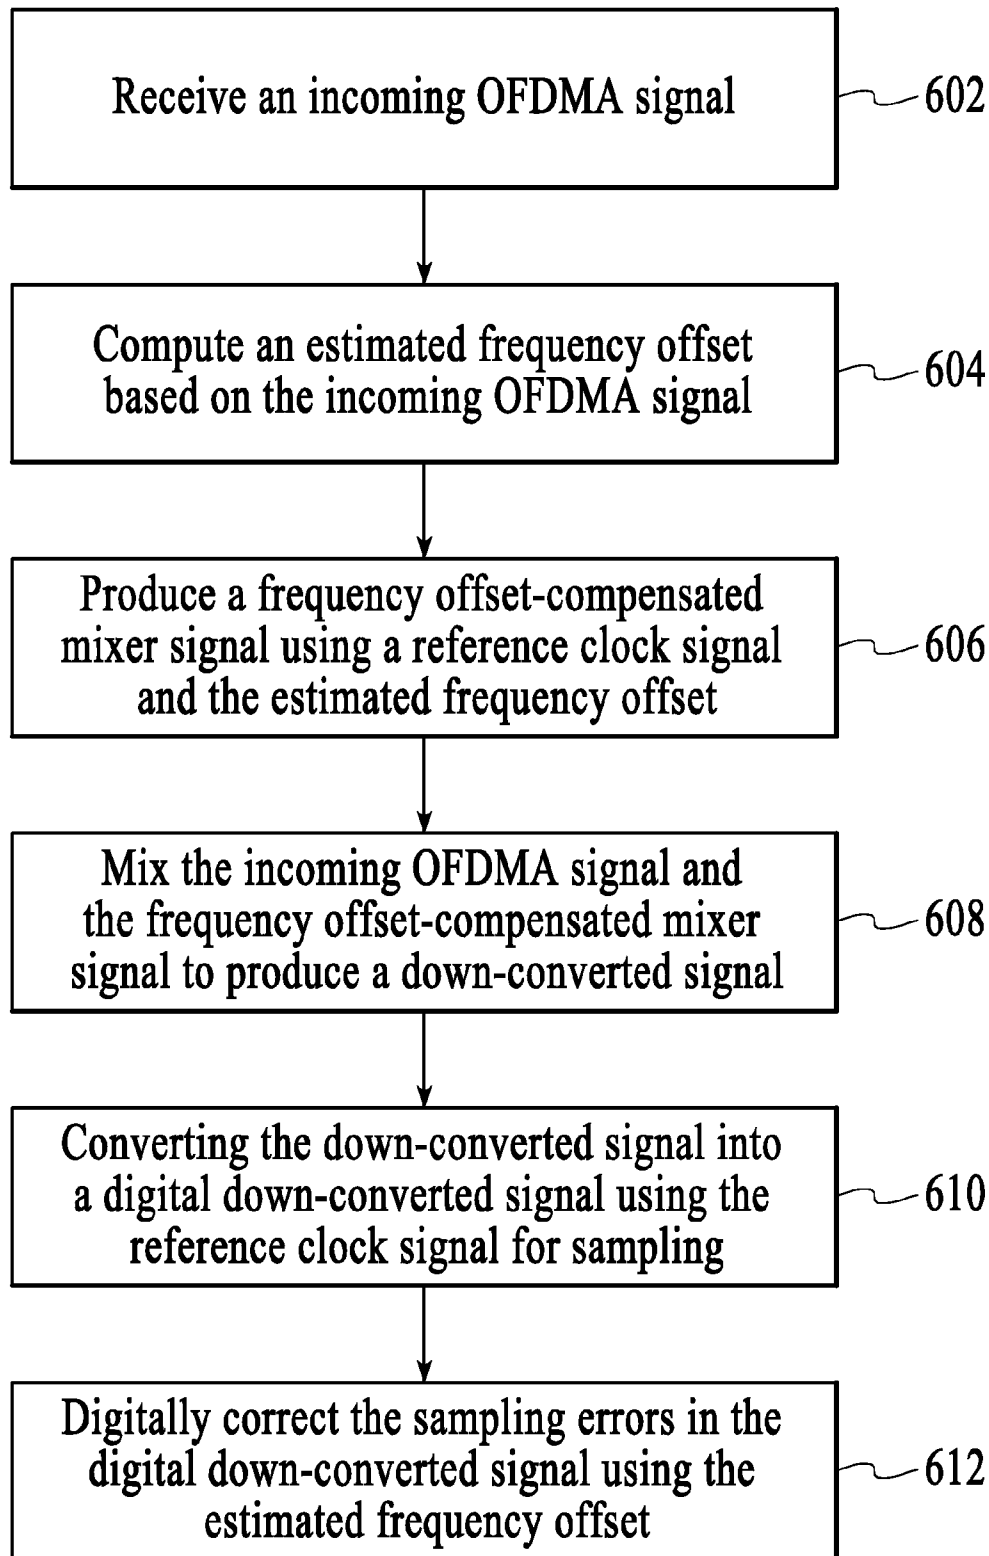 Receive an incoming OFDMA signal
602
Compute an estimated frequency offset
based on the incoming OFDMA signal
604
Produce a frequency offset-compensated
mixer signal using a reference clock signal
and the estimated frequency offset
606
Mix the incoming OFDMA signal and
the frequency offset-compensated mixer
signal to produce a down-converted signal
608
Converting the down-converted signal into
a digital down-converted signal using the
reference clock signal for sampling
610
Digitally correct the sampling errors in the
digital down-converted signal using the
estimated frequency offset
612